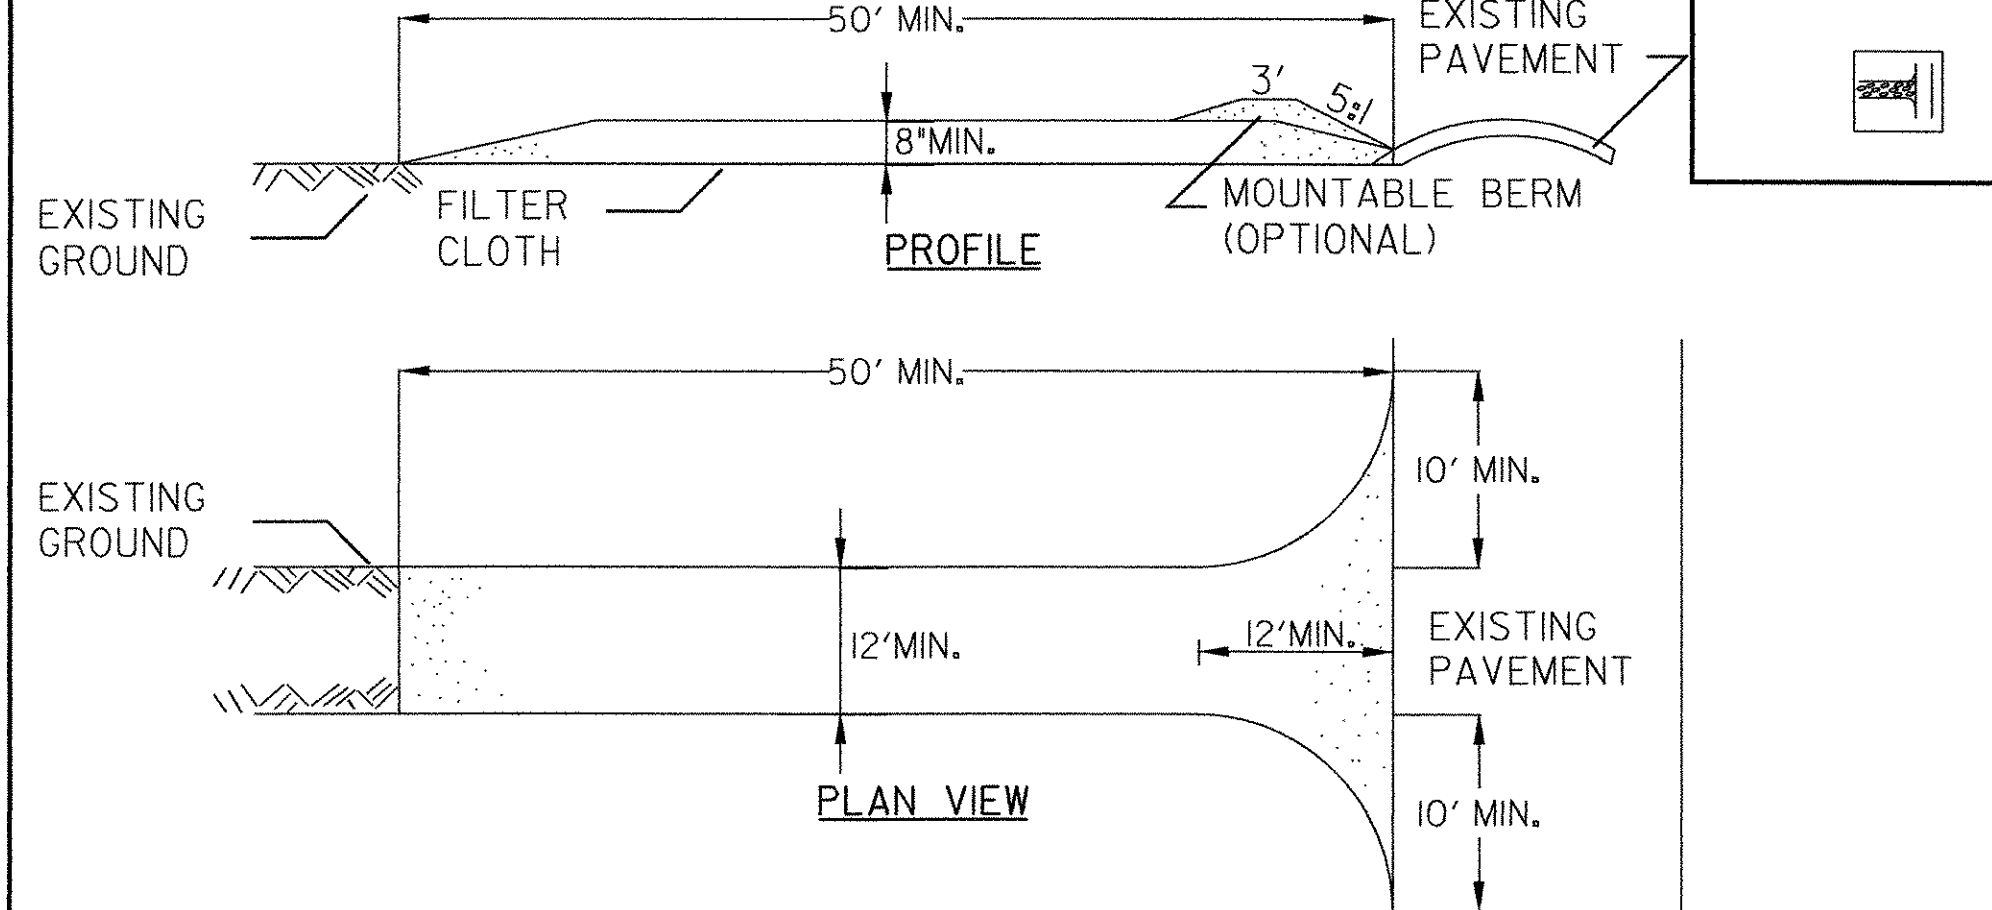 50' MIN.
EXISTING
PAVEMENT
3'
5:1
8"MIN.
EXISTING
GROUND
FILTER
CLOTH
MOUNTABLE BERM
(OPTIONAL)
PROFILE
50' MIN.
10' MIN.
EXISTING
GROUND
12'MIN.
12'MIN.
EXISTING
PAVEMENT
PLAN VIEW
10' MIN.